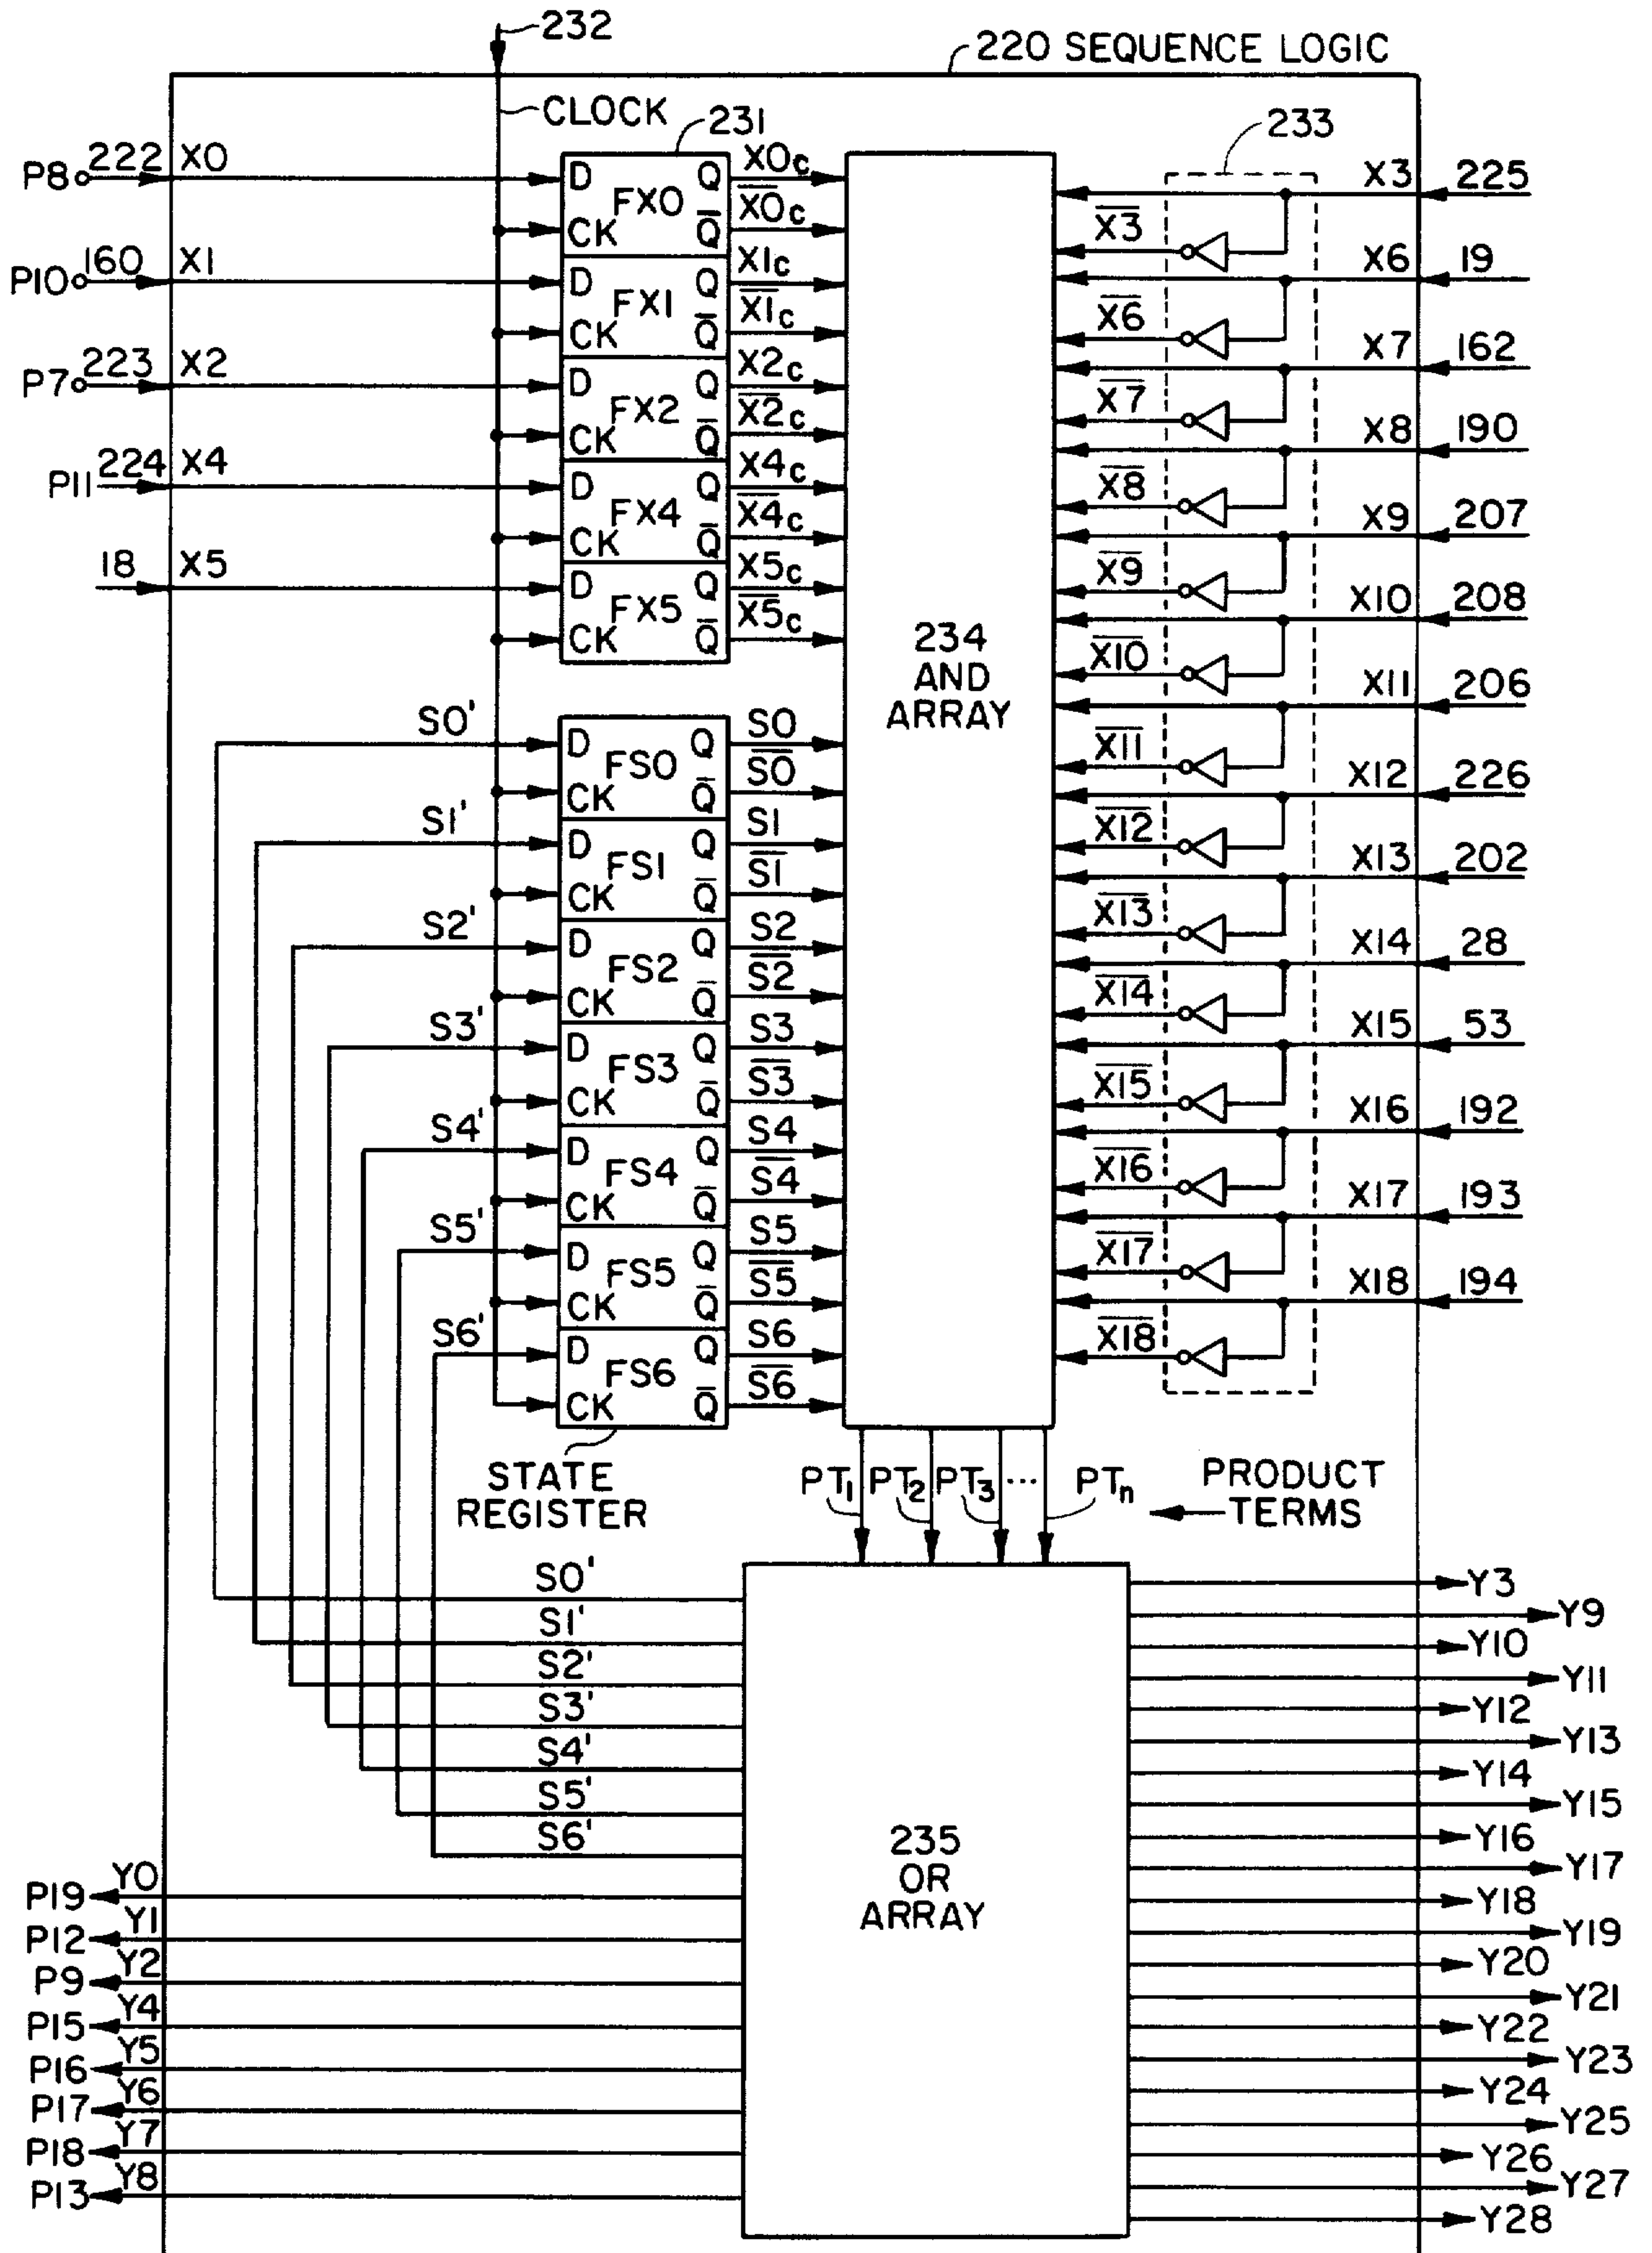 232
220 SEQUENCE LOGIC
CLOCK
231
233
P8 222 X0
D Q FX0 CK Q̅
X0c
X̅0̅c
P10 160 X1
D Q FX1 CK Q̅
X1c
X̅1̅c
P7 223 X2
D Q FX2 CK Q̅
X2c
X̅2̅c
P11 224 X4
D Q FX4 CK Q̅
X4c
X̅4̅c
18 X5
D Q FX5 CK Q̅
X5c
X̅5̅c
S0'
D Q FS0 CK Q̅
S0
S̅0̅
S1'
D Q FS1 CK Q̅
S1
S̅1̅
S2'
D Q FS2 CK Q̅
S2
S̅2̅
S3'
D Q FS3 CK Q̅
S3
S̅3̅
S4'
D Q FS4 CK Q̅
S4
S̅4̅
S5'
D Q FS5 CK Q̅
S5
S̅5̅
S6'
D Q FS6 CK Q̅
S6
S̅6̅
STATE
REGISTER
234
AND
ARRAY
X3 225
X̅3̅
X6 19
X̅6̅
X7 162
X̅7̅
X8 190
X̅8̅
X9 207
X̅9̅
X10 208
X̅1̅0̅
X11 206
X̅1̅1̅
X12 226
X̅1̅2̅
X13 202
X̅1̅3̅
X14 28
X̅1̅4̅
X15 53
X̅1̅5̅
X16 192
X̅1̅6̅
X17 193
X̅1̅7̅
X18 194
X̅1̅8̅
PT1 PT2 PT3 ... PTn
PRODUCT
TERMS
S0'
S1'
S2'
S3'
S4'
S5'
S6'
235
OR
ARRAY
P19 Y0
P12 Y1
P9 Y2
P15 Y4
P16 Y5
P17 Y6
P18 Y7
P13 Y8
Y3
Y9
Y10
Y11
Y12
Y13
Y14
Y15
Y16
Y17
Y18
Y19
Y20
Y21
Y22
Y23
Y24
Y25
Y26
Y27
Y28